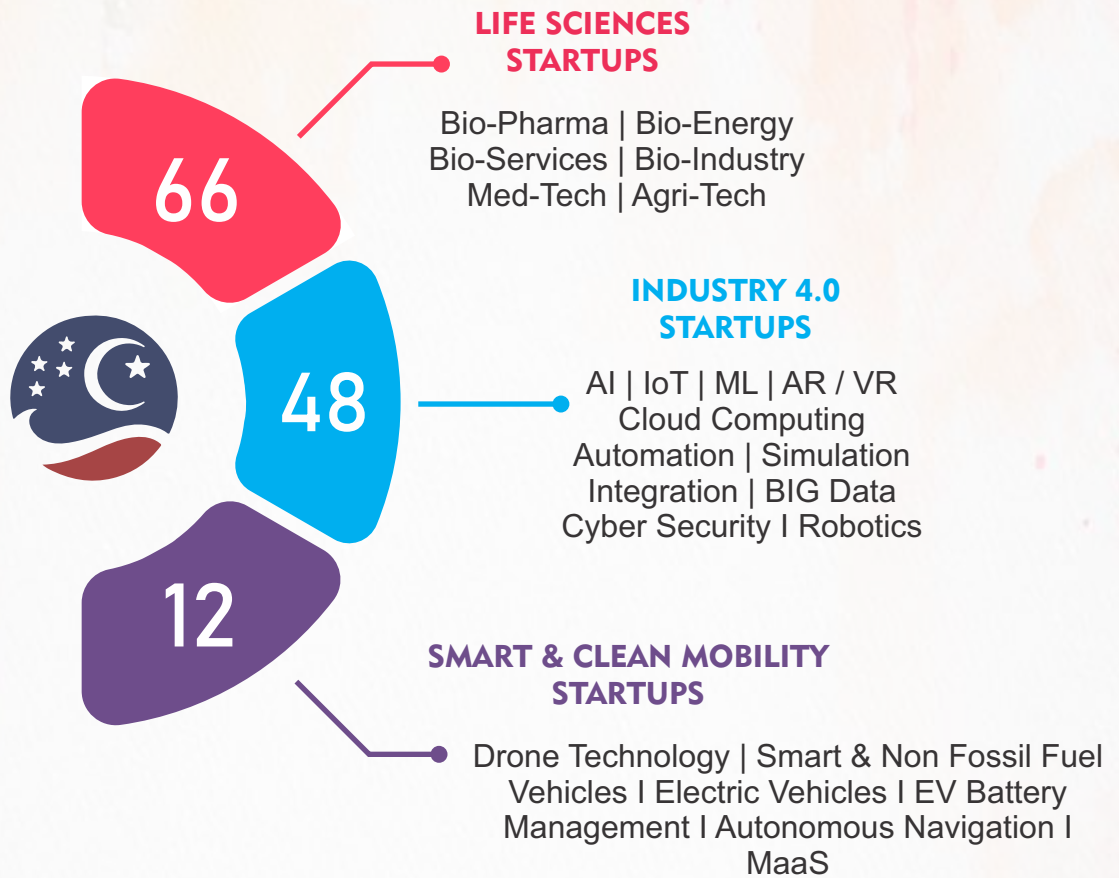 LIFE SCIENCES
STARTUPS
Bio-Pharma | Bio-Energy
Bio-Services | Bio-Industry
Med-Tech | Agri-Tech
66
INDUSTRY 4.0
STARTUPS
AI | IoT | ML | AR / VR
Cloud Computing
Automation | Simulation
Integration | BIG Data
Cyber Security I Robotics
48
12
SMART & CLEAN MOBILITY
STARTUPS
Drone Technology | Smart & Non Fossil Fuel
Vehicles I Electric Vehicles I EV Battery
Management I Autonomous Navigation I
MaaS